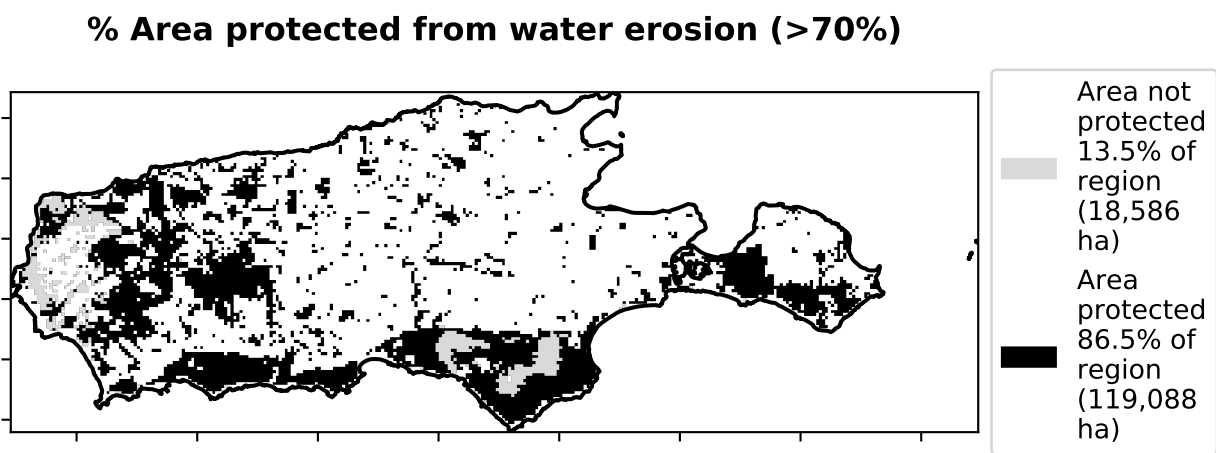 % Area protected from water erosion (>70%)
Area not
protected
13.5% of
region
(18,586
ha)
Area
protected
86.5% of
region
(119,088
ha)